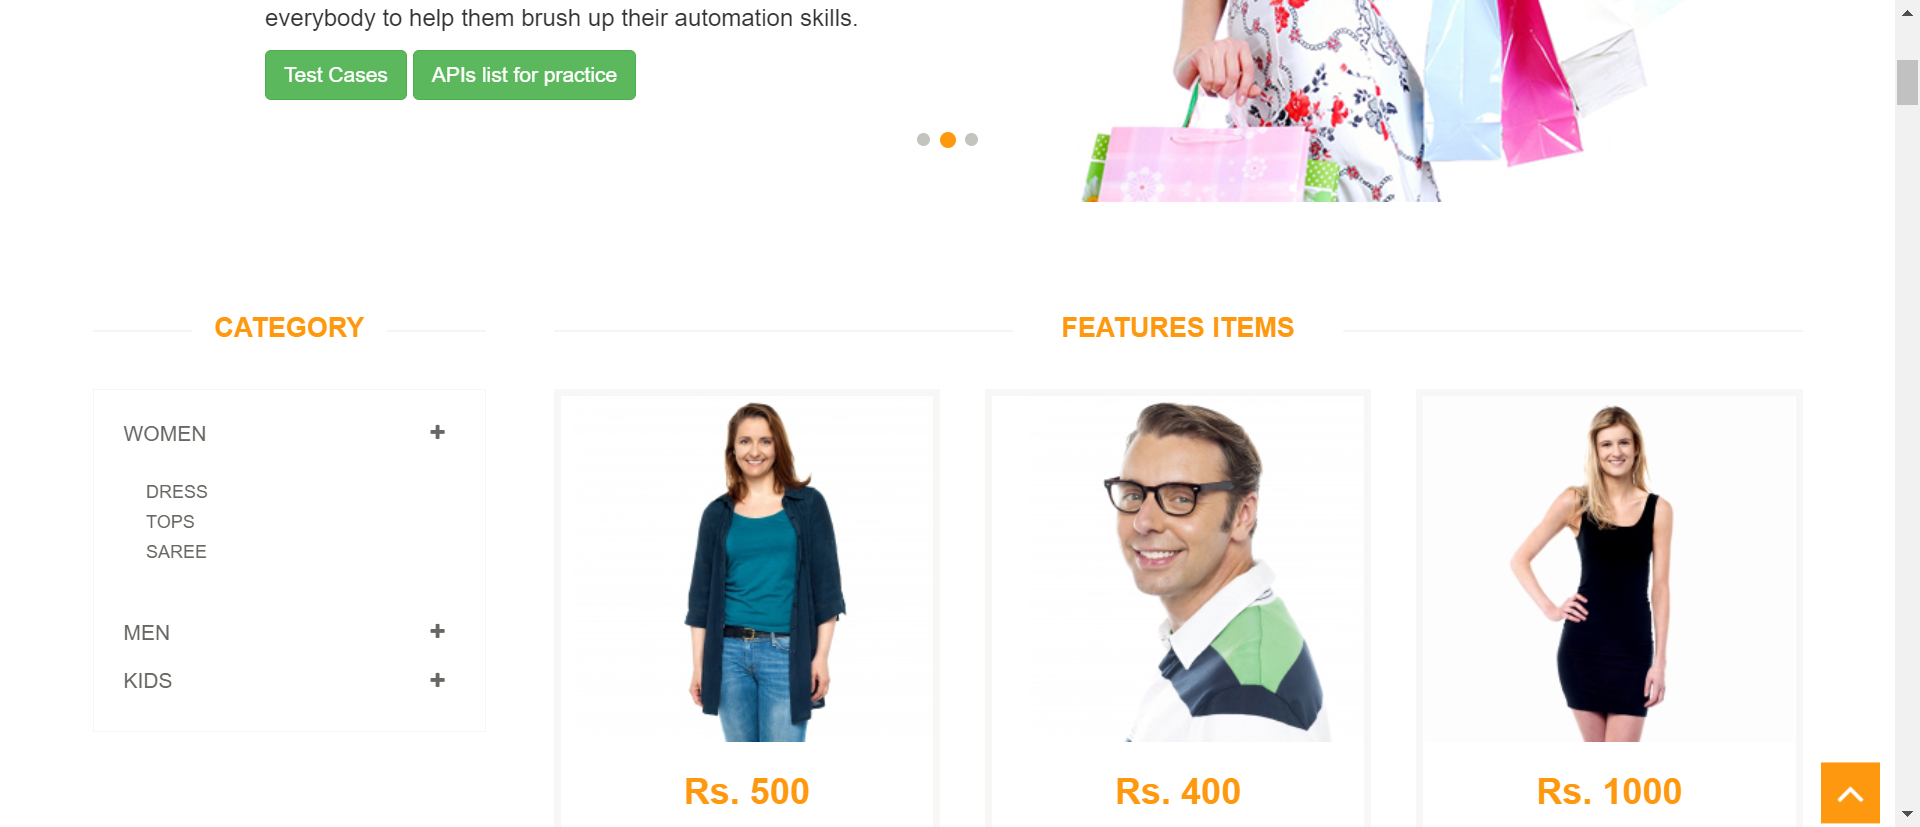 everybody to help them brush up their automation skills.
Test Cases
APIs list for practice
CATEGORY
WOMEN
DRESS
TOPS
SAREE
MEN
KIDS
FEATURES ITEMS
Rs. 500
Rs. 400
Rs. 1000